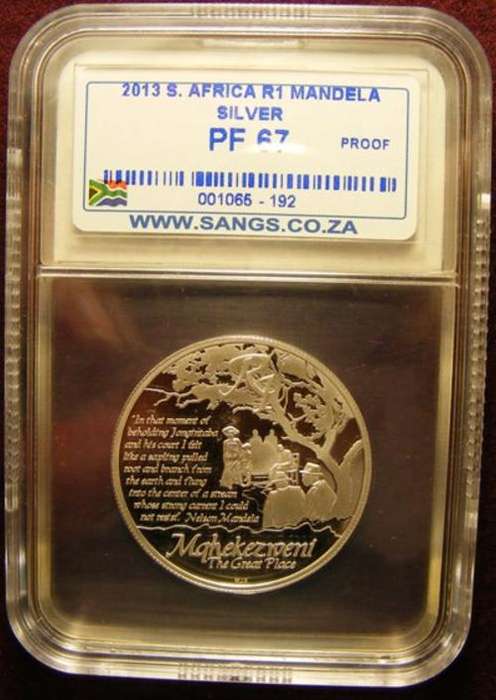 2013 S. AFRICA R1 MANDELA
SILVER
PF 67
PROOF
001065 - 192
WWW.SANGS.CO.ZA
"In that moment of
beholding Jongintaba
and his court I felt
like a sapling pulled
root and branch from
the earth and flung
into the center of a stream
whose strong current I could
not resist". Nelson Mandela
Mqhekezweni
The Great Place